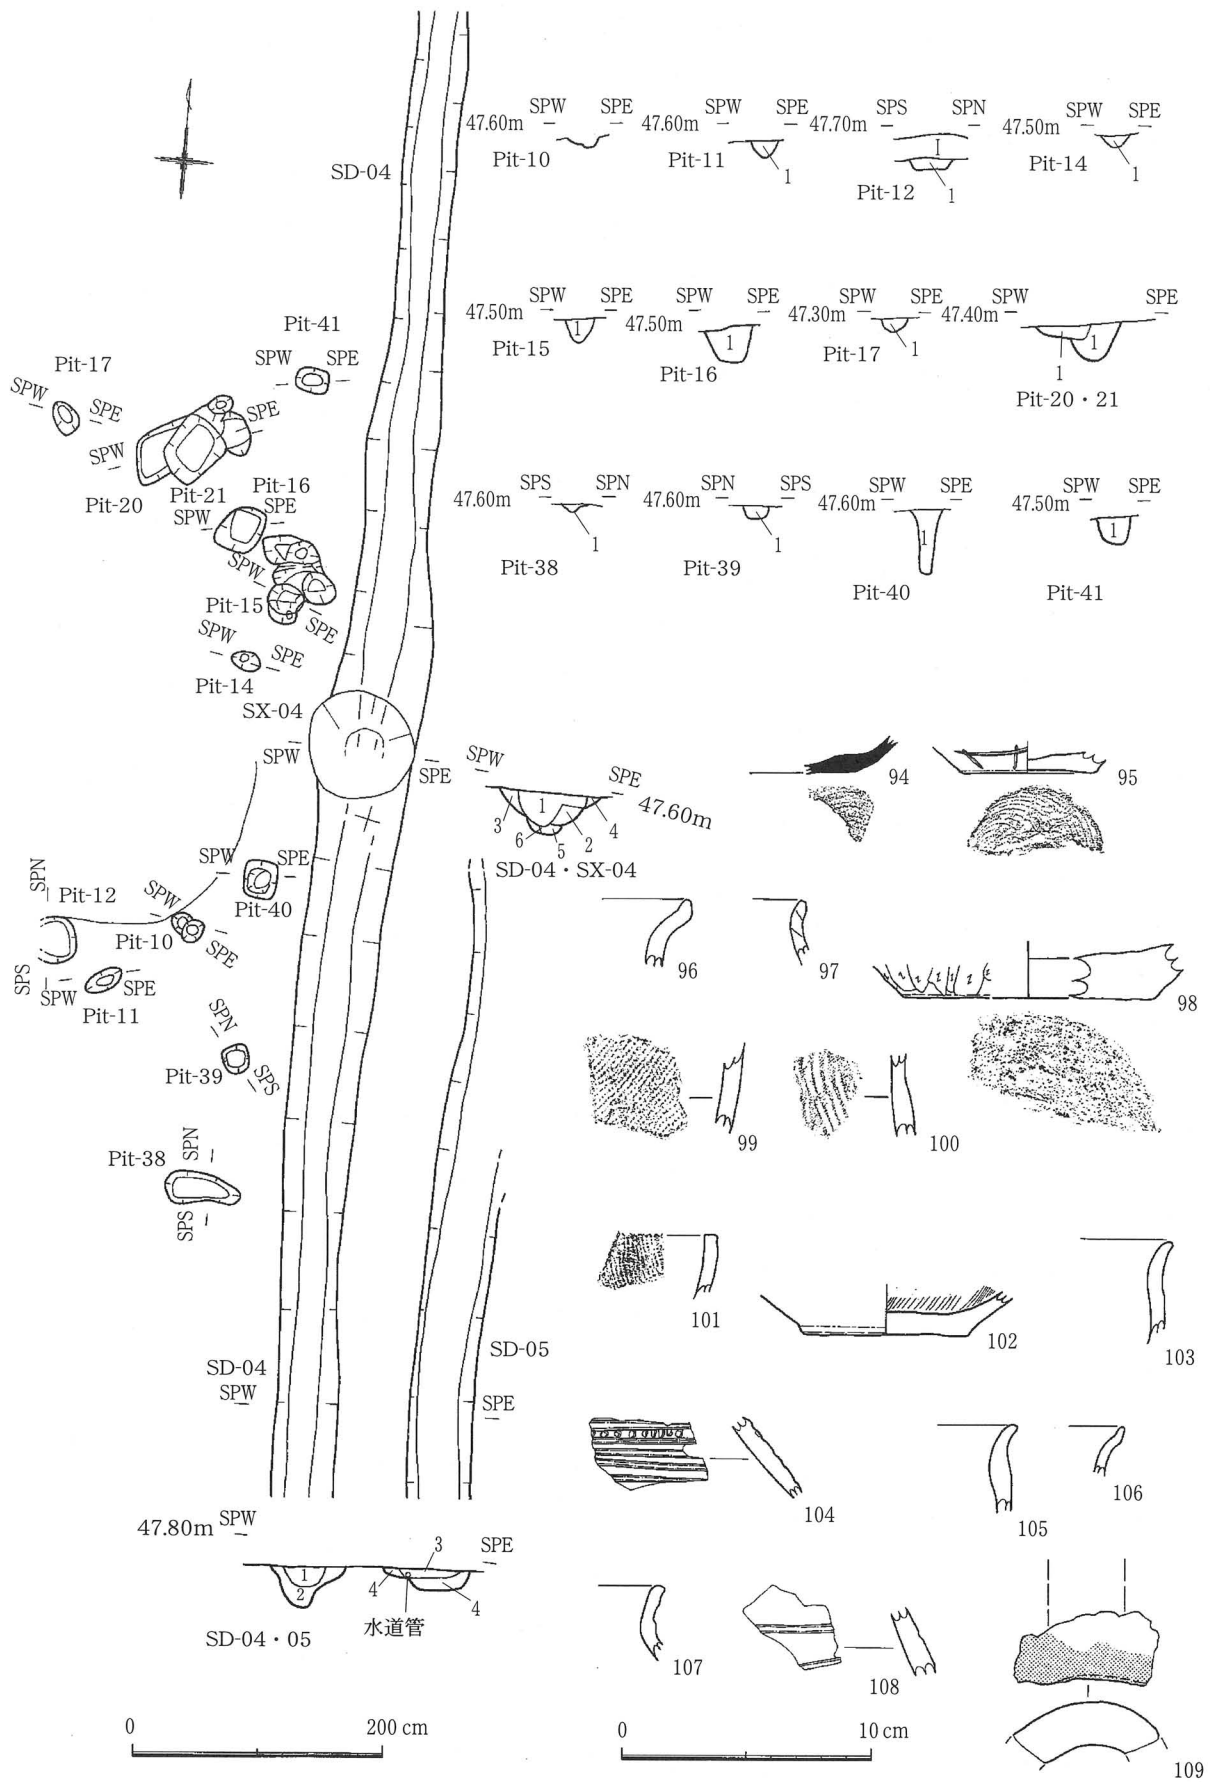 SPW SPE SPW SPE SPS SPN SPW SPE
47.60m 47.60m 47.70m 47.50m
Pit-10 Pit-11 1 Pit-14
1 Pit-12 1 1
SD-04
SPW SPE SPW SPE SPW SPE SPW SPE
47.50m 47.50m 47.30m 47.40m
1 1 1
Pit-15 Pit-16 Pit-17 1 1
Pit-20・21
Pit-41
SPW SPE
Pit-17
SPW SPE
SPE
SPW
Pit-20 Pit-21 Pit-16
SPW SPE
SPS SPN SPN SPS SPW SPE SPW SPE
47.60m 47.60m 47.60m 47.50m
1 1 1 1
Pit-38 Pit-39 Pit-40 Pit-41
SPW
Pit-15
SPE
SPW SPE
Pit-14
SX-04
SPW SPE
SPW SPE
47.60m
3 1 6 5 2 4
SD-04・SX-04
94 95
SPN
Pit-12
SPW SPE
Pit-40
SPW
Pit-10
SPE
SPS
SPW SPE
Pit-11
96 97 98
SPN
Pit-39
SPS
99 100
Pit-38
SPN
SPS
101 102 103
SD-05
SD-04
SPW SPE
104 105 106
47.80m SPW
SPE
1 2 3 4 4
水道管
SD-04・05
107 108 109
0 200 cm
0 10 cm